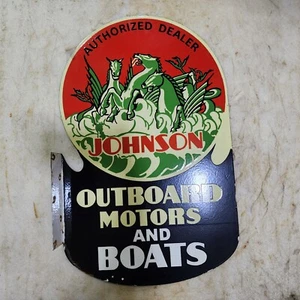 AUTHORIZED DEALER
JOHNSON
OUTBOARD
MOTORS
AND
BOATS